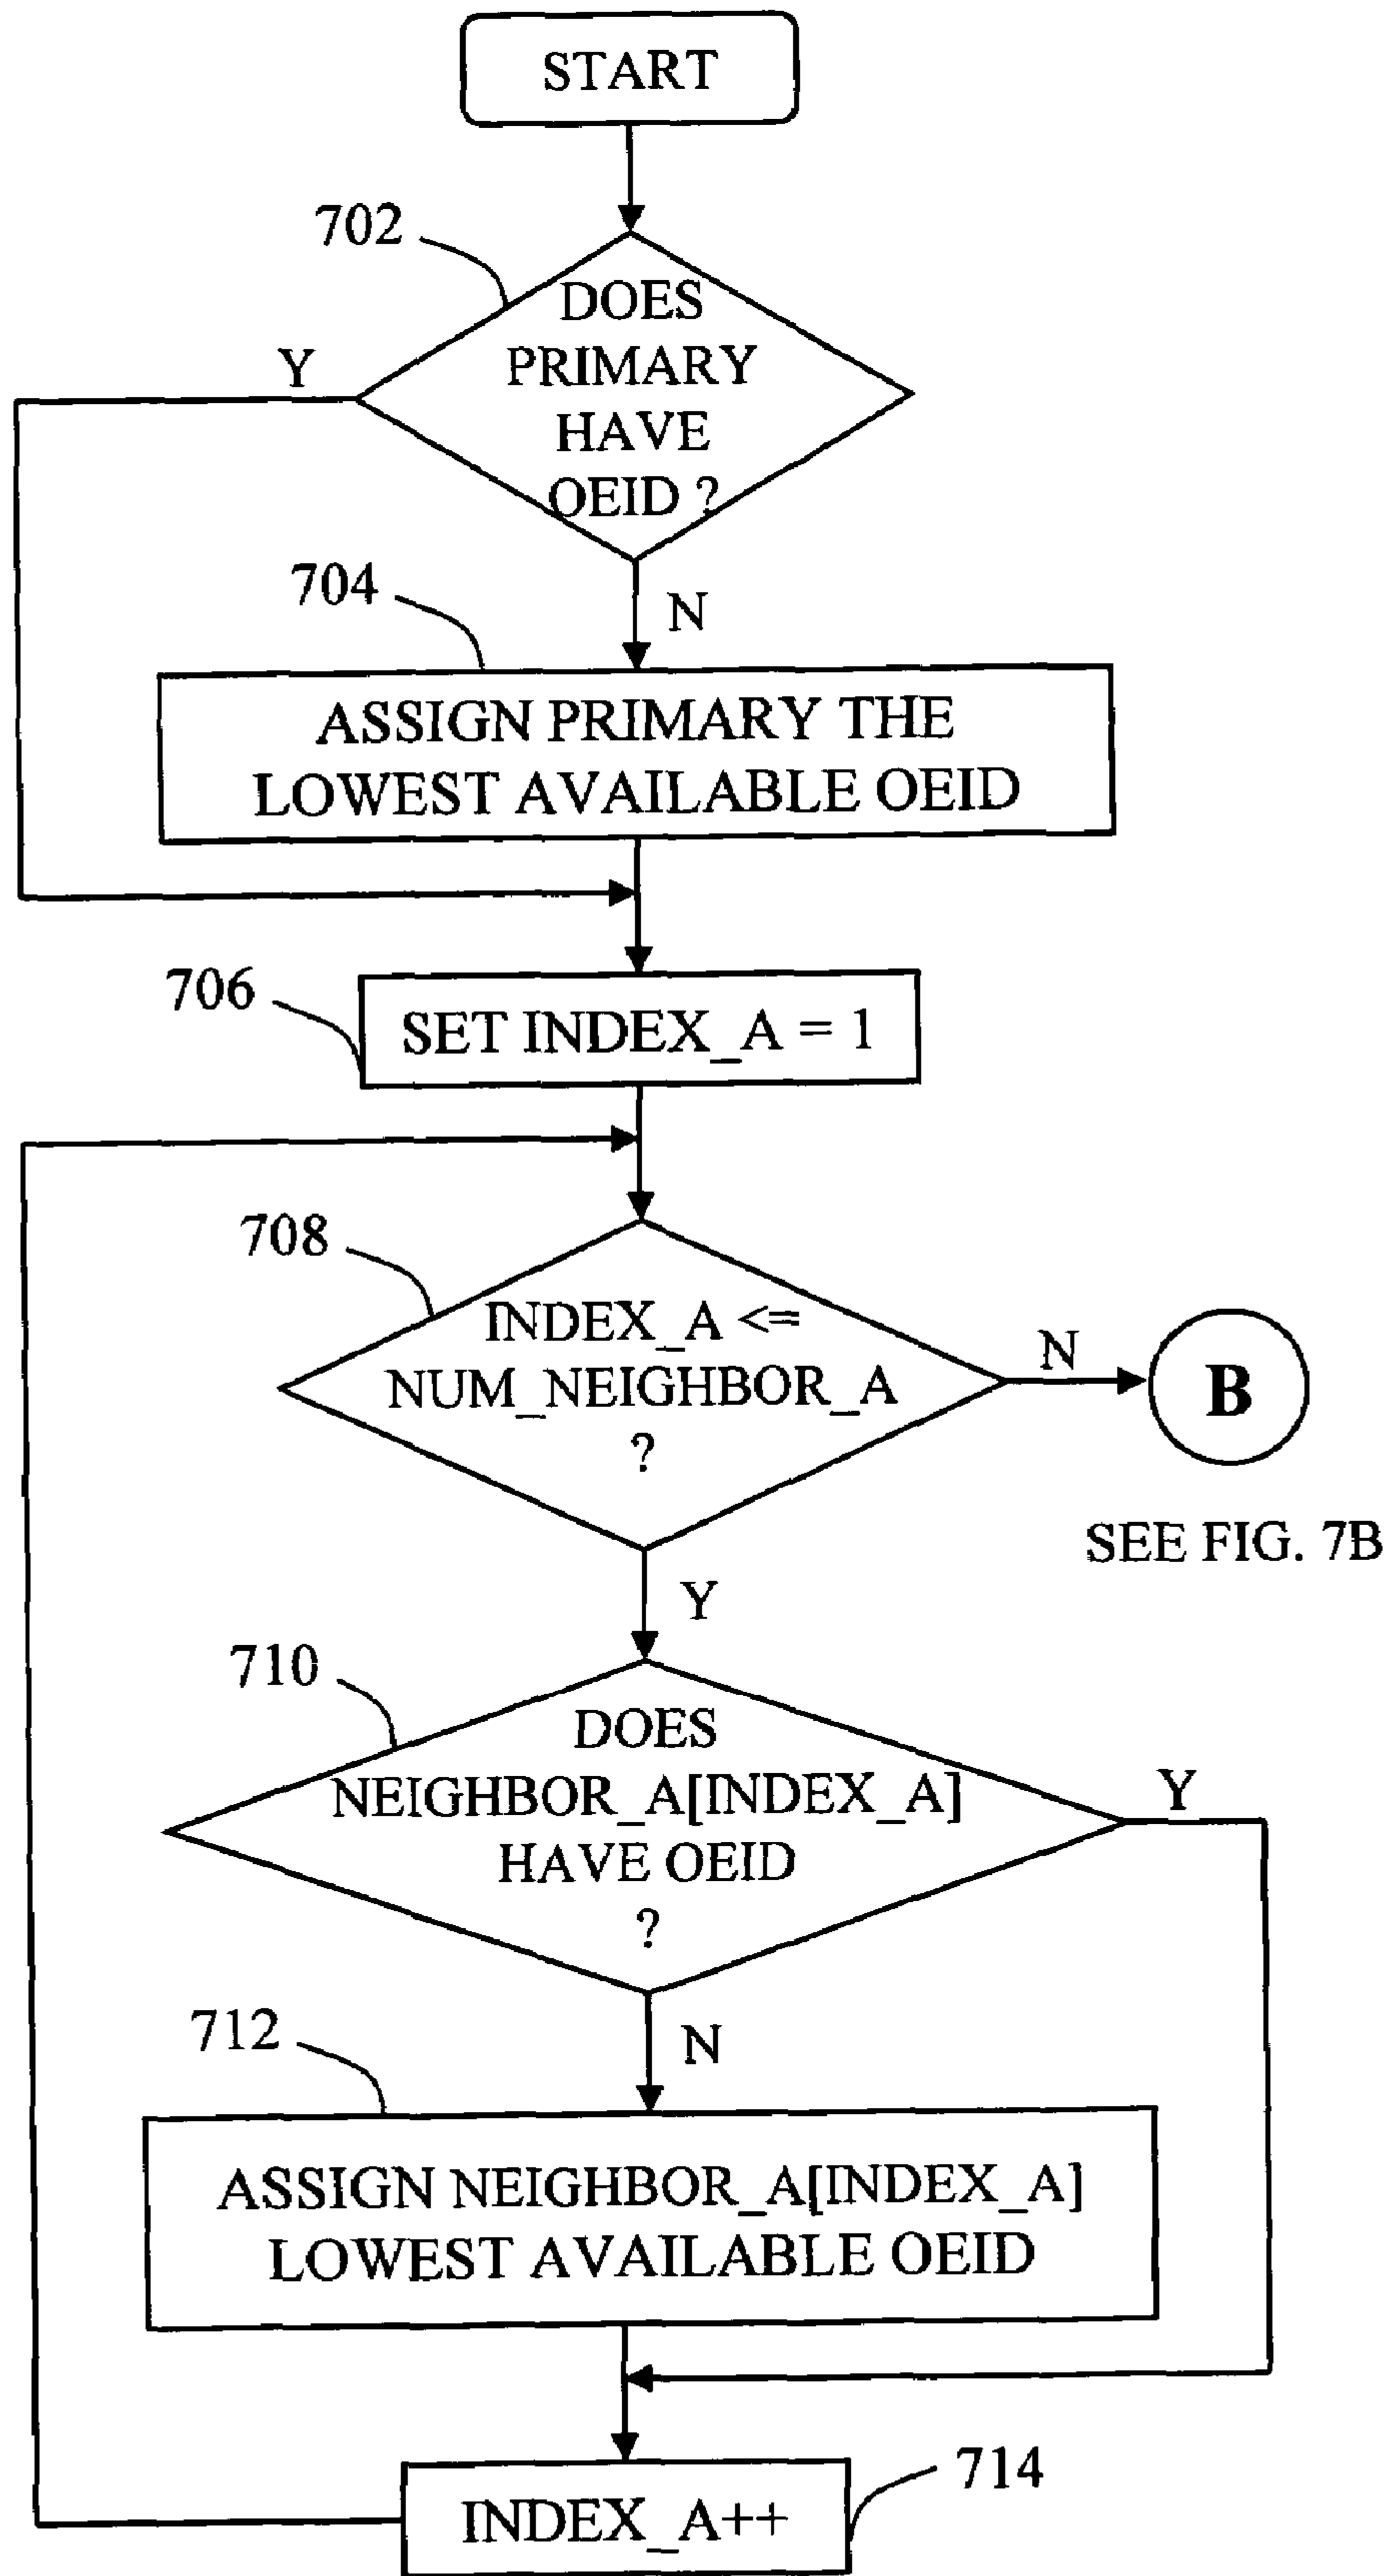 START
702
DOES
PRIMARY
HAVE
OEID ?
Y
N
704
ASSIGN PRIMARY THE
LOWEST AVAILABLE OEID
706
SET INDEX_A = 1
708
INDEX_A <=
NUM_NEIGHBOR_A
?
N
B
SEE FIG. 7B
Y
710
DOES
NEIGHBOR_A[INDEX_A]
HAVE OEID
?
Y
N
712
ASSIGN NEIGHBOR_A[INDEX_A]
LOWEST AVAILABLE OEID
714
INDEX_A++